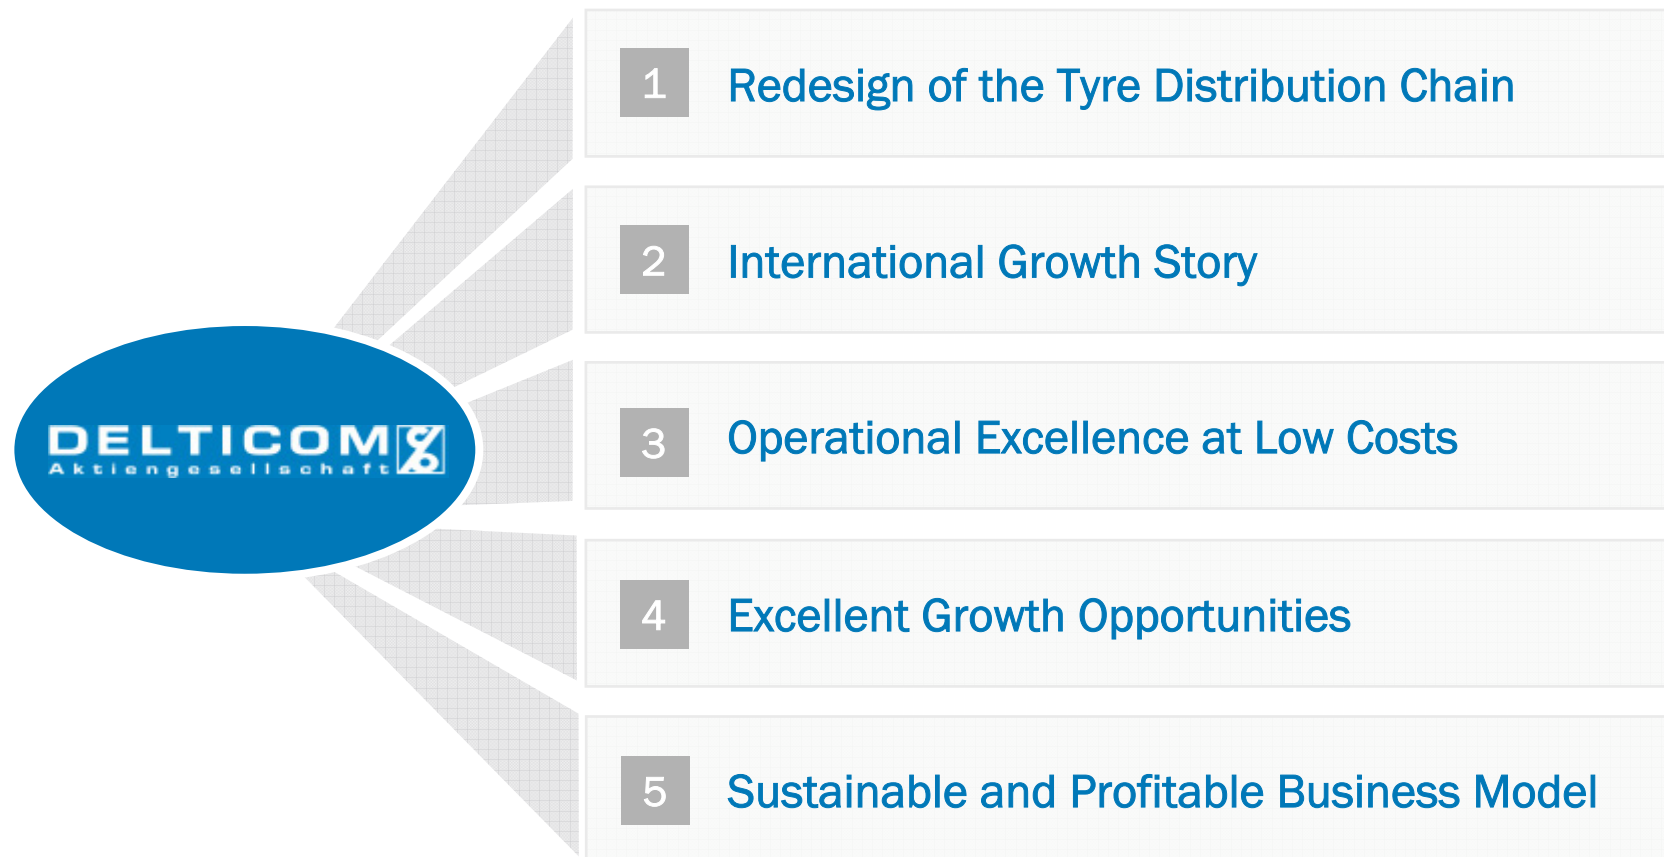 1 Redesign of the Tyre Distribution Chain
2 International Growth Story
DELTICOM
Aktiengesellschaft
3 Operational Excellence at Low Costs
4 Excellent Growth Opportunities
5 Sustainable and Profitable Business Model